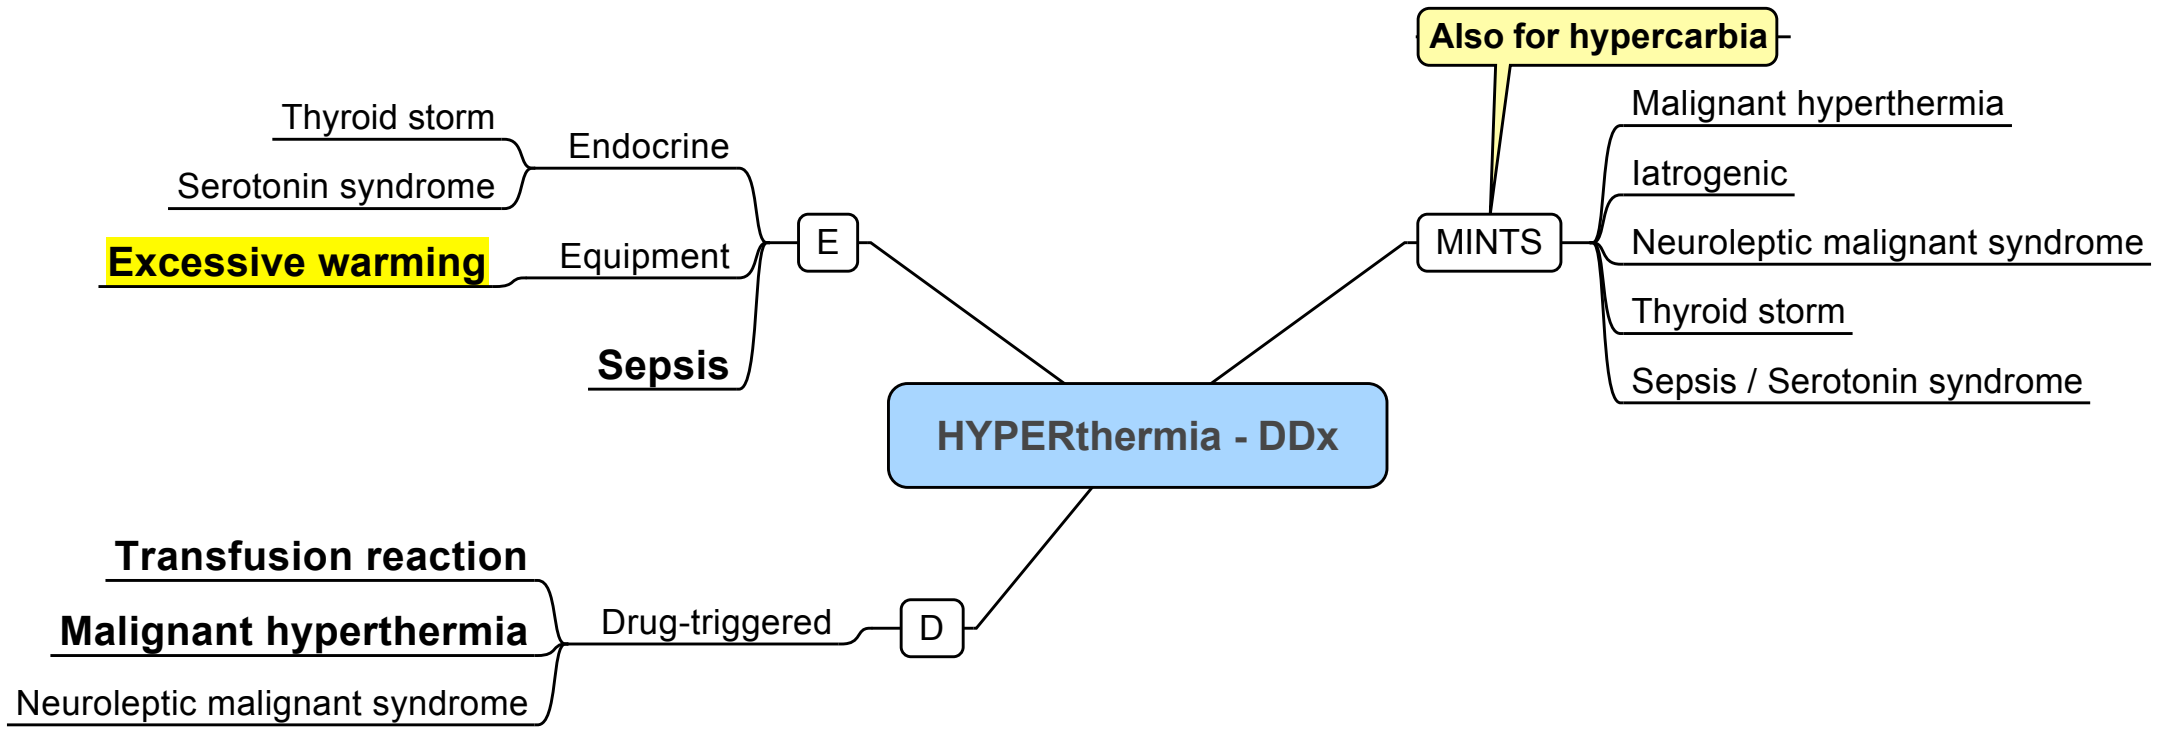 Also for hypercarbia
Malignant hyperthermia
Iatrogenic
MINTS
Neuroleptic malignant syndrome
Thyroid storm
Sepsis / Serotonin syndrome
HYPERthermia - DDx
E
Endocrine
Thyroid storm
Serotonin syndrome
Equipment
Excessive warming
Sepsis
D
Drug-triggered
Transfusion reaction
Malignant hyperthermia
Neuroleptic malignant syndrome